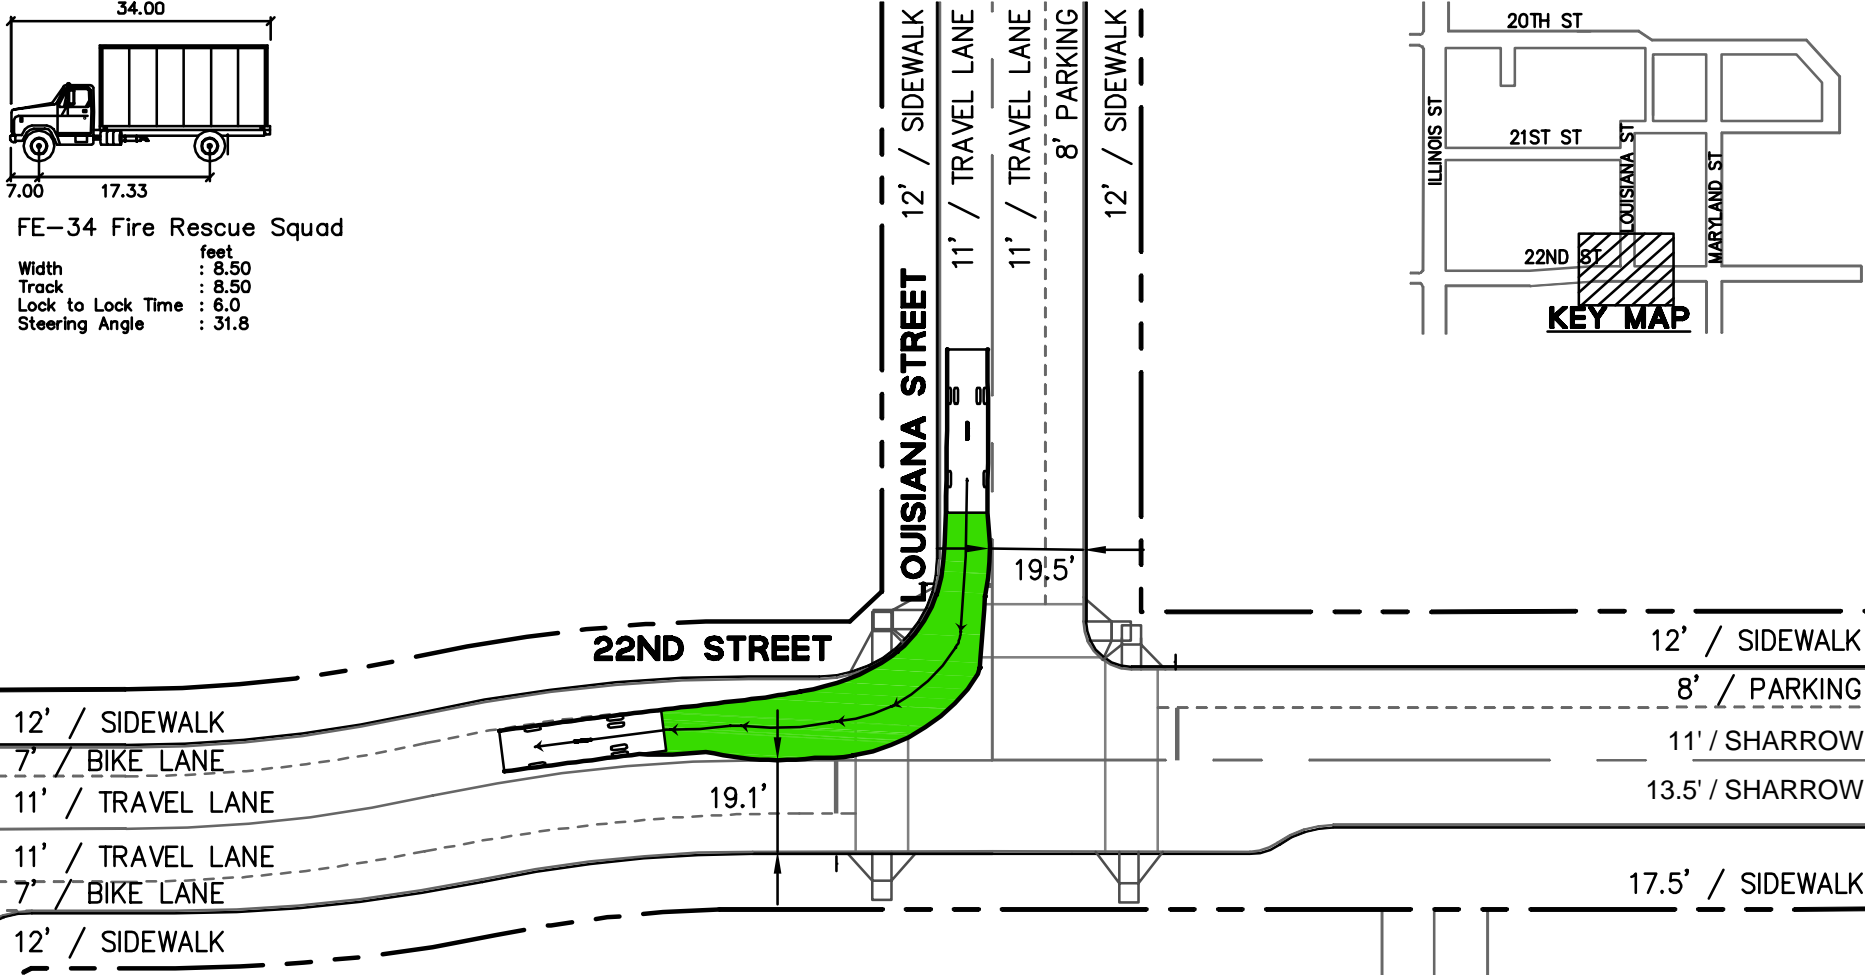 34.00
7.00
17.33
FE-34 Fire Rescue Squad
feet
Width : 8.50
Track : 8.50
Lock to Lock Time : 6.0
Steering Angle : 31.8
12' / SIDEWALK
11' / TRAVEL LANE
11' / TRAVEL LANE
8' PARKING
12' / SIDEWALK
LOUISIANA STREET
20TH ST
21ST ST
22ND ST
ILLINOIS ST
LOUISIANA ST
MARYLAND ST
KEY MAP
19.5'
22ND STREET
19.1'
12' / SIDEWALK
7' / BIKE LANE
11' / TRAVEL LANE
11' / TRAVEL LANE
7' / BIKE LANE
12' / SIDEWALK
12' / SIDEWALK
8' / PARKING
11' / SHARROW
13.5' / SHARROW
17.5' / SIDEWALK